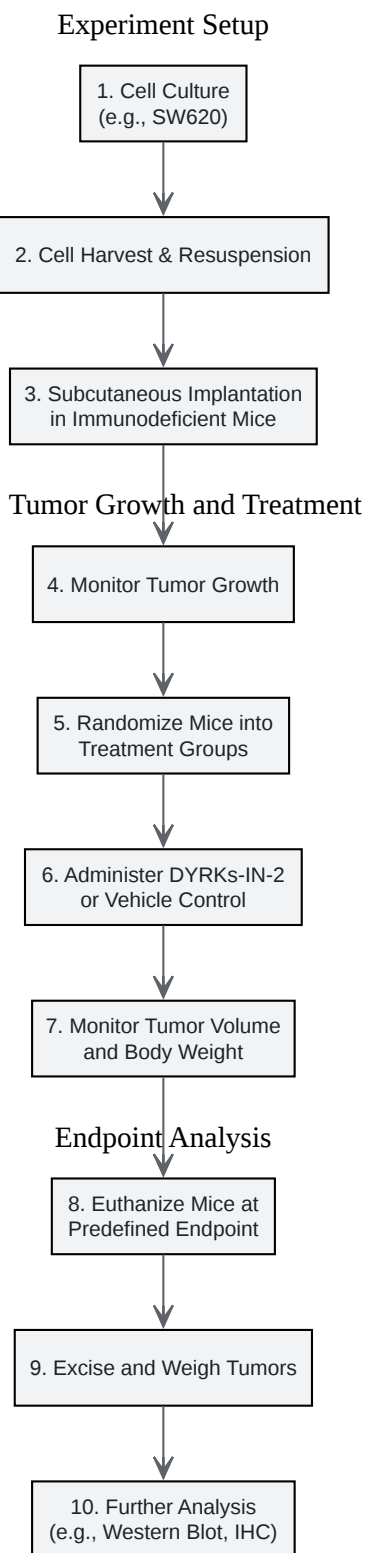 Experiment Setup
1. Cell Culture
(e.g., SW620)
2. Cell Harvest & Resuspension
3. Subcutaneous Implantation
in Immunodeficient Mice
Tumor Growth and Treatment
4. Monitor Tumor Growth
5. Randomize Mice into
Treatment Groups
6. Administer DYRKs-IN-2
or Vehicle Control
7. Monitor Tumor Volume
and Body Weight
Endpoint Analysis
8. Euthanize Mice at
Predefined Endpoint
9. Excise and Weigh Tumors
10. Further Analysis
(e.g., Western Blot, IHC)